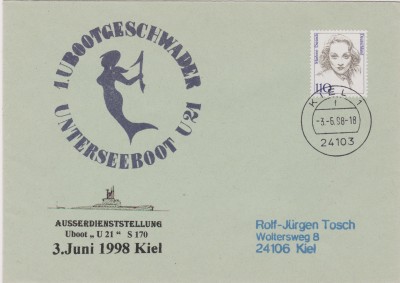 1. UBOOTGESCHWADER
UNTERSEEBOOT U21
110
KIEL 1
-3.-6.98-18
24103
AUSSERDIENSTSTELLUNG
Uboot „U 21 " S 170
3.Juni 1998 Kiel
Rolf-Jürgen Tosch
Woltersweg 8
24106 Kiel